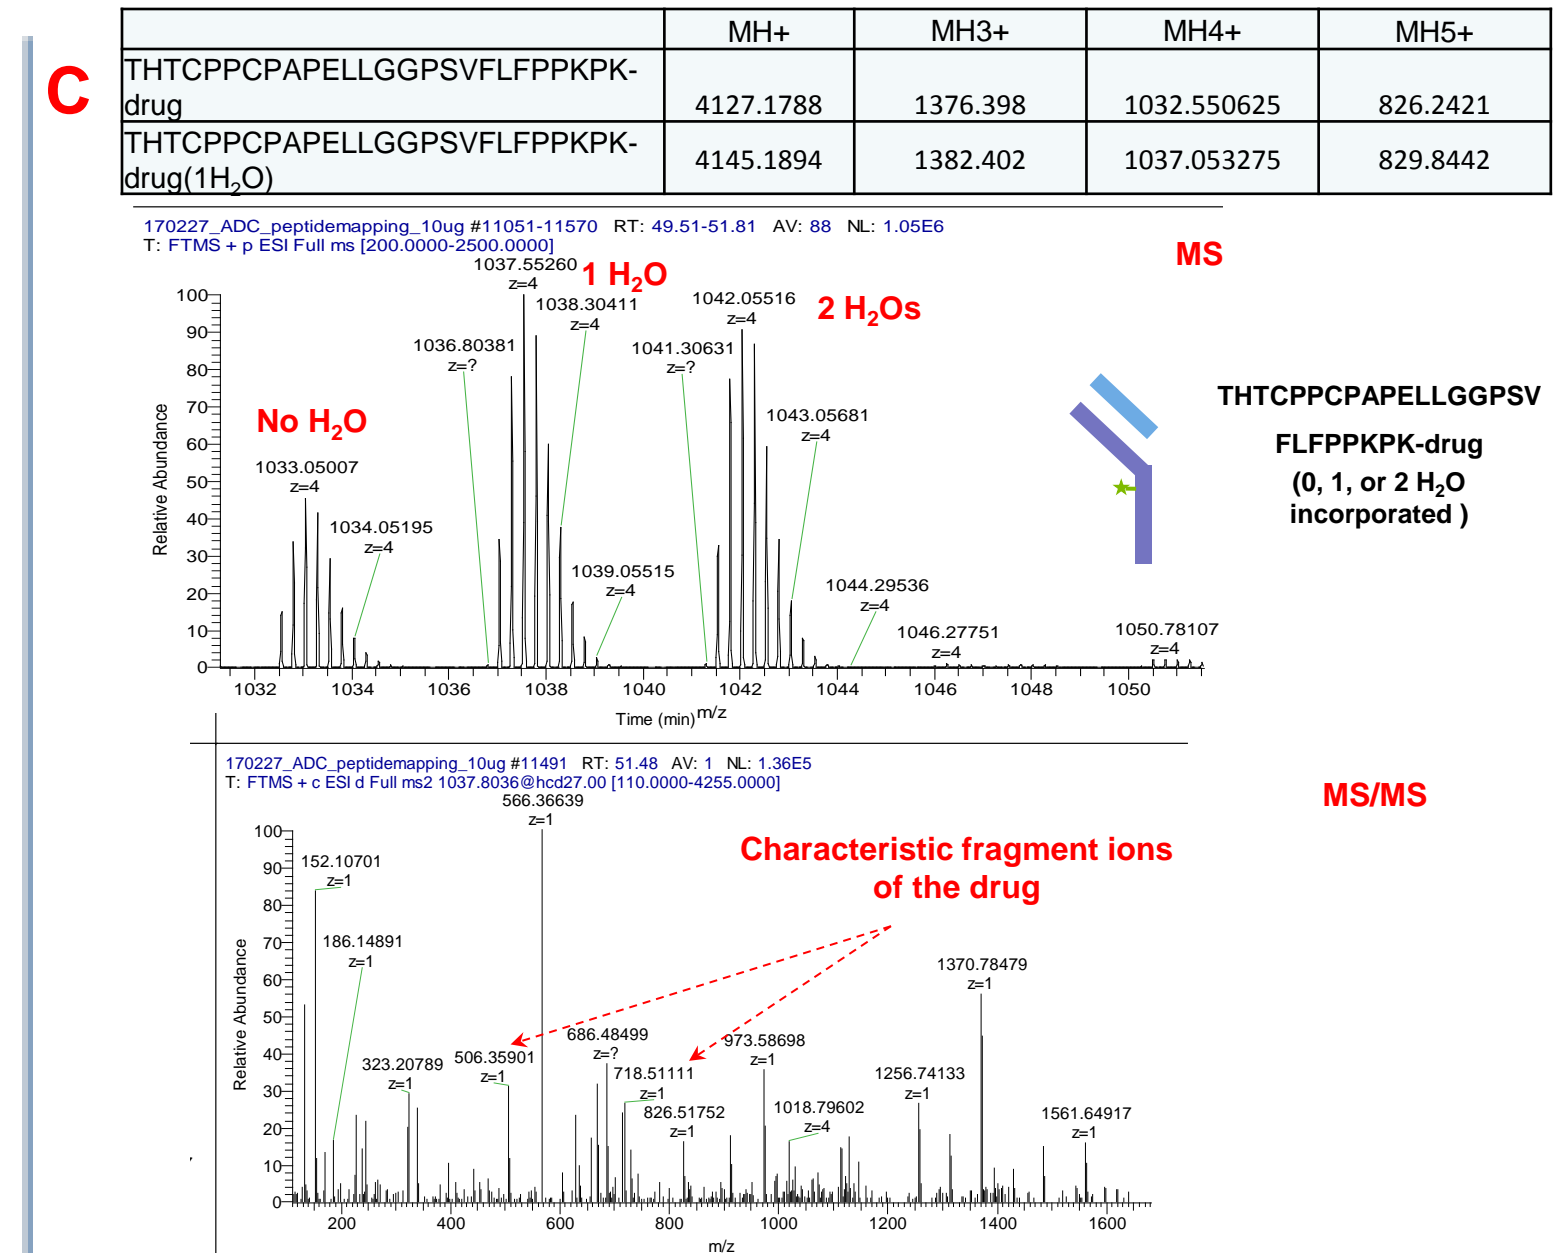 C
MH+ MH3+ MH4+ MH5+
THTCPPCPAPELLGGPSVFLFPPKPK-
drug 4127.1788 1376.398 1032.550625 826.2421
THTCPPCPAPELLGGPSVFLFPPKPK-
drug(1H₂O) 4145.1894 1382.402 1037.053275 829.8442
170227_ADC_peptidemapping_10ug #11051-11570 RT: 49.51-51.81 AV: 88 NL: 1.05E6
T: FTMS + p ESI Full ms [200.0000-2500.0000]
MS
1037.55260
z=4
1 H₂O
1038.30411
z=4
1042.05516
z=4
2 H₂Os
1036.80381
z=?
1041.30631
z=?
No H₂O
1043.05681
z=4
1033.05007
z=4
1034.05195
z=4
1039.05515
z=4
1044.29536
z=4
1046.27751
z=4
1050.78107
z=4
100
90
80
70
60
50
40
30
20
10
0
Relative Abundance
1032 1034 1036 1038 1040 1042 1044 1046 1048 1050
Time (min) m/z
THTCPPCPAPELLGGPSV
FLFPPKPK-drug
(0, 1, or 2 H₂O
incorporated )
170227_ADC_peptidemapping_10ug #11491 RT: 51.48 AV: 1 NL: 1.36E5
T: FTMS + c ESI d Full ms2 1037.8036@hcd27.00 [110.0000-4255.0000]
MS/MS
566.36639
z=1
Characteristic fragment ions
of the drug
152.10701
z=1
186.14891
z=1
323.20789
z=1
506.35901
z=1
686.48499
z=?
718.51111
z=1
826.51752
z=1
973.58698
z=1
1018.79602
z=4
1256.74133
z=1
1370.78479
z=1
1561.64917
z=1
100
90
80
70
60
50
40
30
20
10
0
Relative Abundance
200 400 600 800 1000 1200 1400 1600
m/z